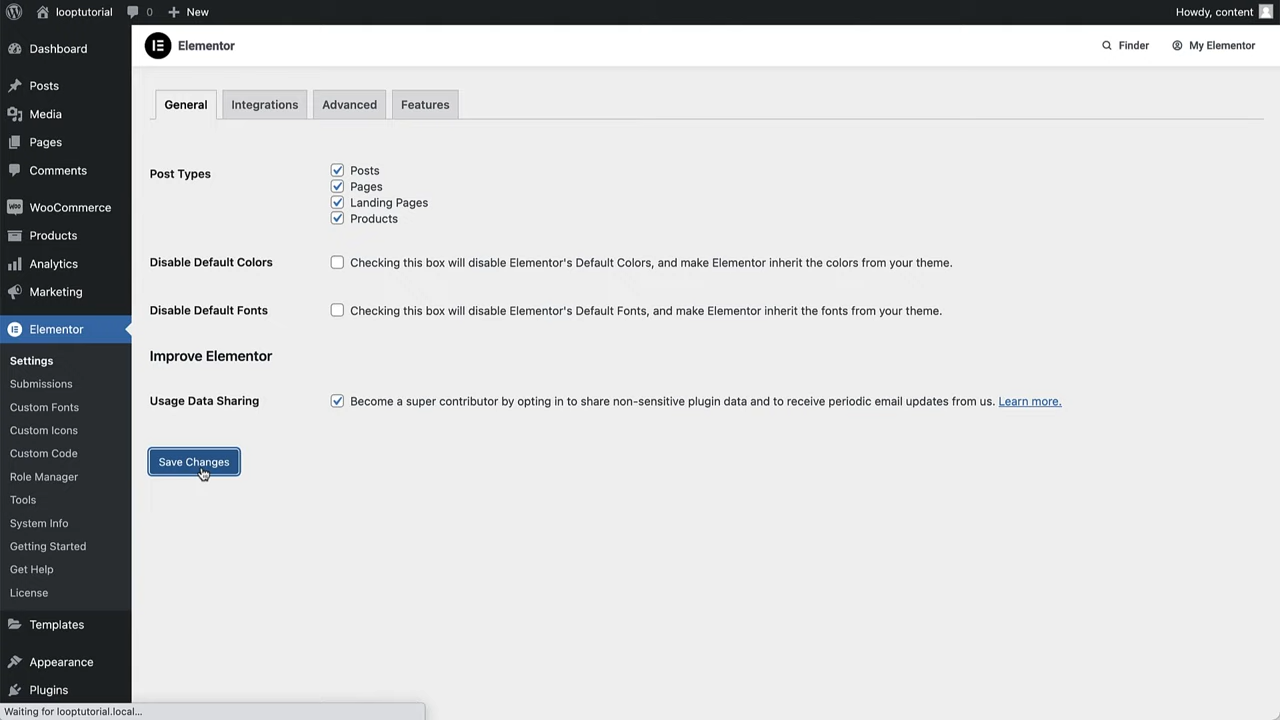 looptutorial 0 New Howdy, content
Elementor Finder My Elementor
Dashboard
Posts
Media
Pages
Comments
WooCommerce
Products
Analytics
Marketing
Elementor
Settings
Submissions
Custom Fonts
Custom Icons
Custom Code
Role Manager
Tools
System Info
Getting Started
Get Help
License
Templates
Appearance
Plugins
General Integrations Advanced Features
Post Types
Posts
Pages
Landing Pages
Products
Disable Default Colors Checking this box will disable Elementor's Default Colors, and make Elementor inherit the colors from your theme.
Disable Default Fonts Checking this box will disable Elementor's Default Fonts, and make Elementor inherit the fonts from your theme.
Improve Elementor
Usage Data Sharing Become a super contributor by opting in to share non-sensitive plugin data and to receive periodic email updates from us. Learn more.
Save Changes
Waiting for looptutorial.local...